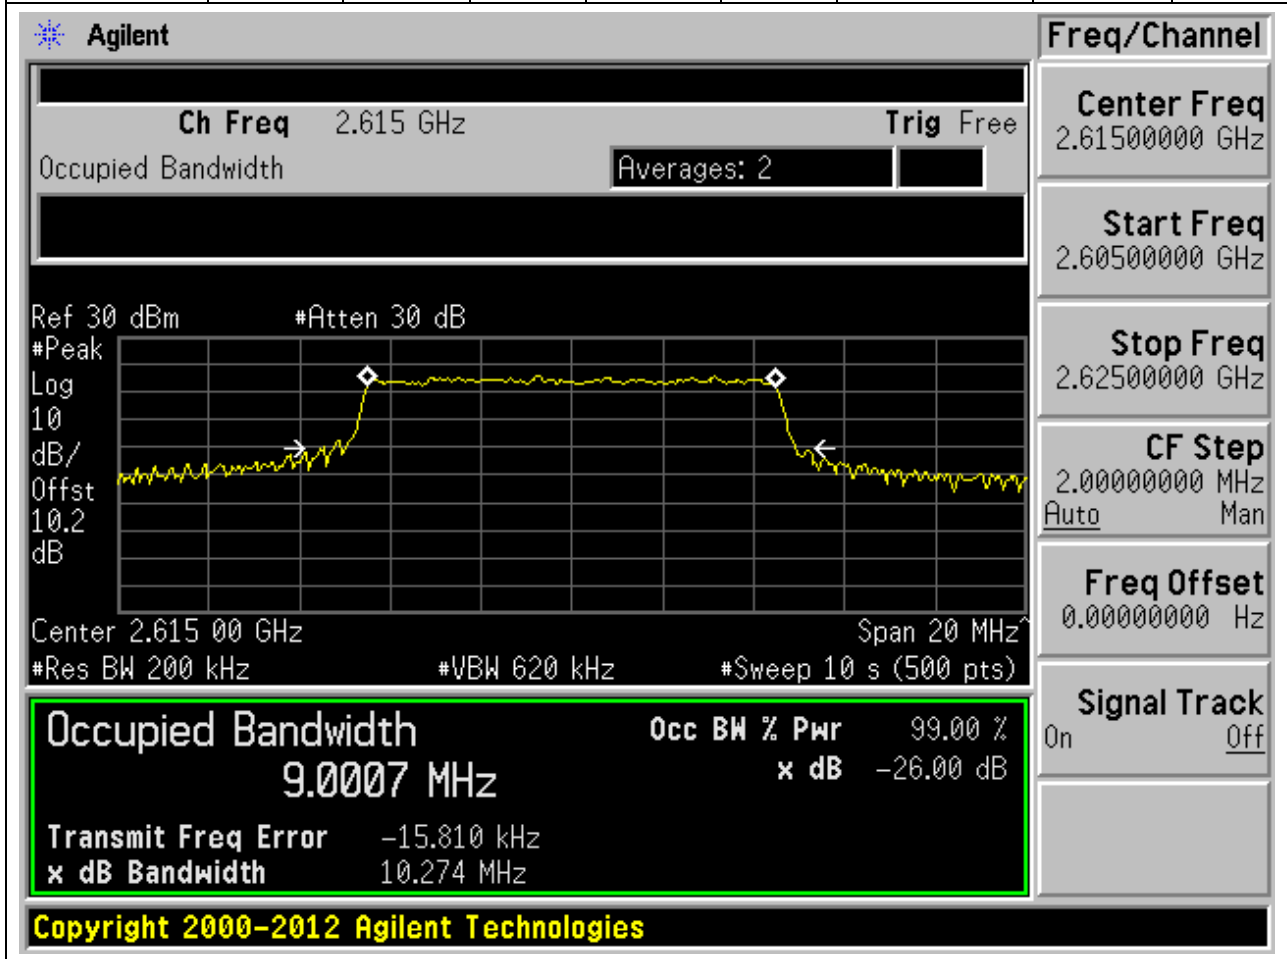 Agilent
Freq/Channel
Ch Freq 2.615 GHz Trig Free
Occupied Bandwidth Averages: 2
Center Freq
2.61500000 GHz
Start Freq
2.60500000 GHz
Stop Freq
2.62500000 GHz
CF Step
2.00000000 MHz
Auto Man
Freq Offset
0.00000000 Hz
Signal Track
On Off
Ref 30 dBm #Atten 30 dB
#Peak
Log
10
dB/
Offst
10.2
dB
Center 2.615 00 GHz Span 20 MHz^
#Res BW 200 kHz #VBW 620 kHz #Sweep 10 s (500 pts)
Occupied Bandwidth Occ BW % Pwr 99.00 %
9.0007 MHz x dB -26.00 dB
Transmit Freq Error -15.810 kHz
x dB Bandwidth 10.274 MHz
Copyright 2000-2012 Agilent Technologies